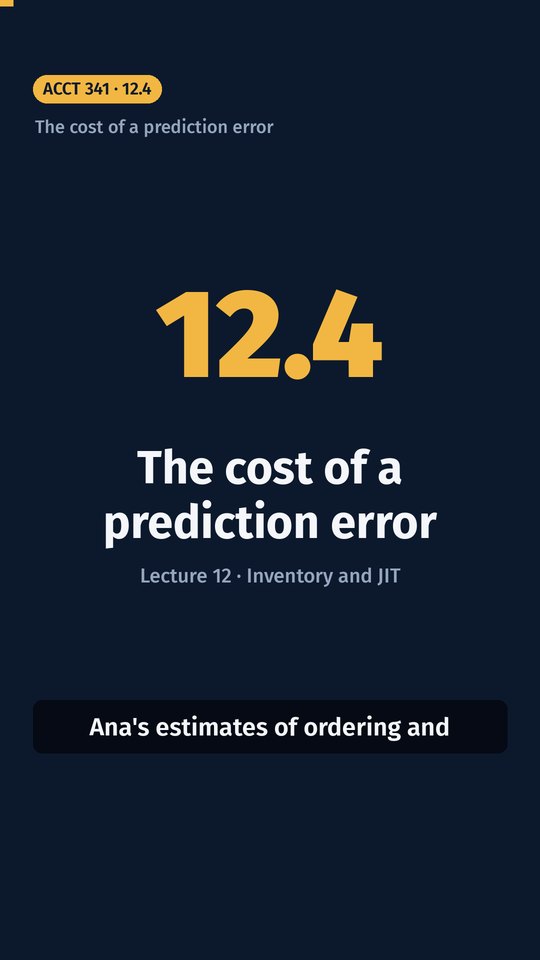 ACCT 341 · 12.4
The cost of a prediction error
12.4
The cost of a
prediction error
Lecture 12 · Inventory and JIT
Ana's estimates of ordering and